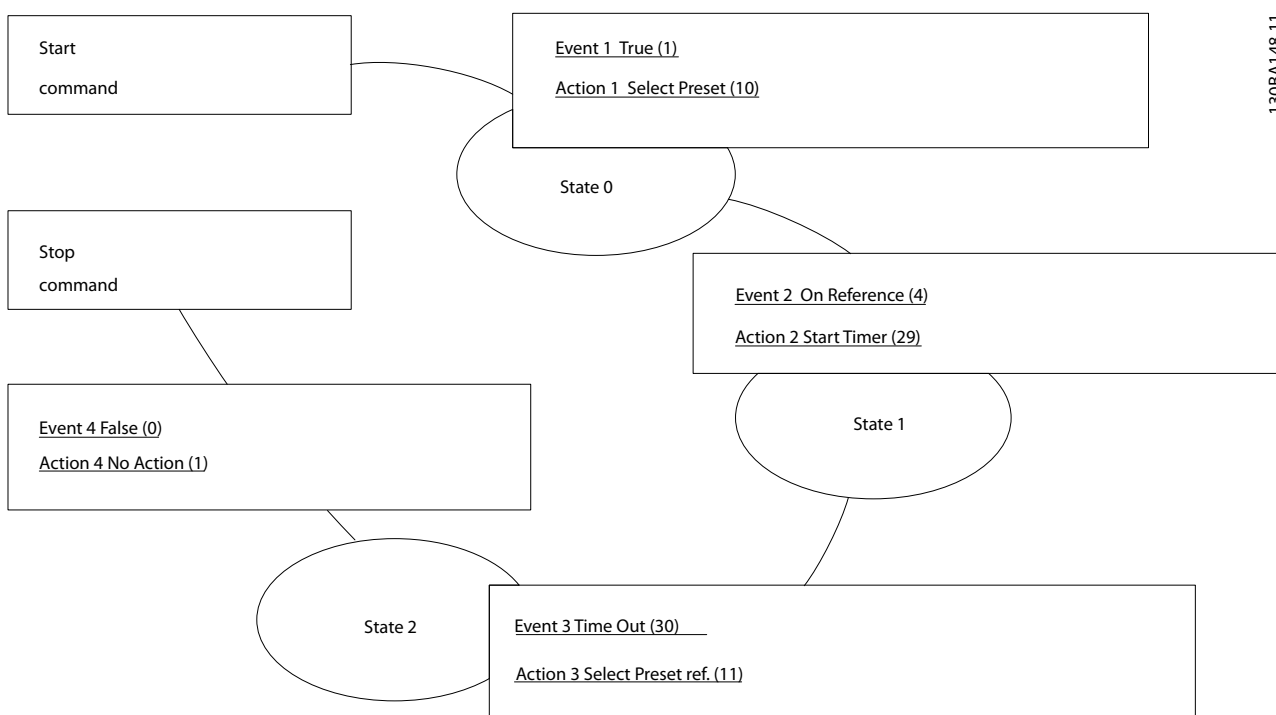 Start
command
Event 1 True (1)
Action 1 Select Preset (10)
130BA148.11
State 0
Stop
command
Event 2 On Reference (4)
Action 2 Start Timer (29)
State 1
Event 4 False (0)
Action 4 No Action (1)
State 2
Event 3 Time Out (30)
Action 3 Select Preset ref. (11)